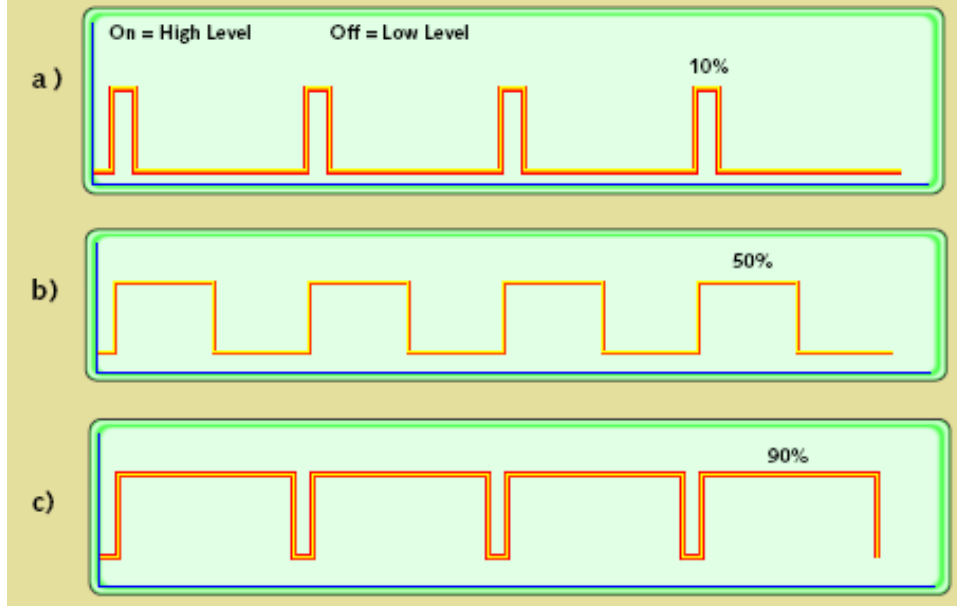 On = High Level Off = Low Level
a) 10%
b) 50%
c) 90%